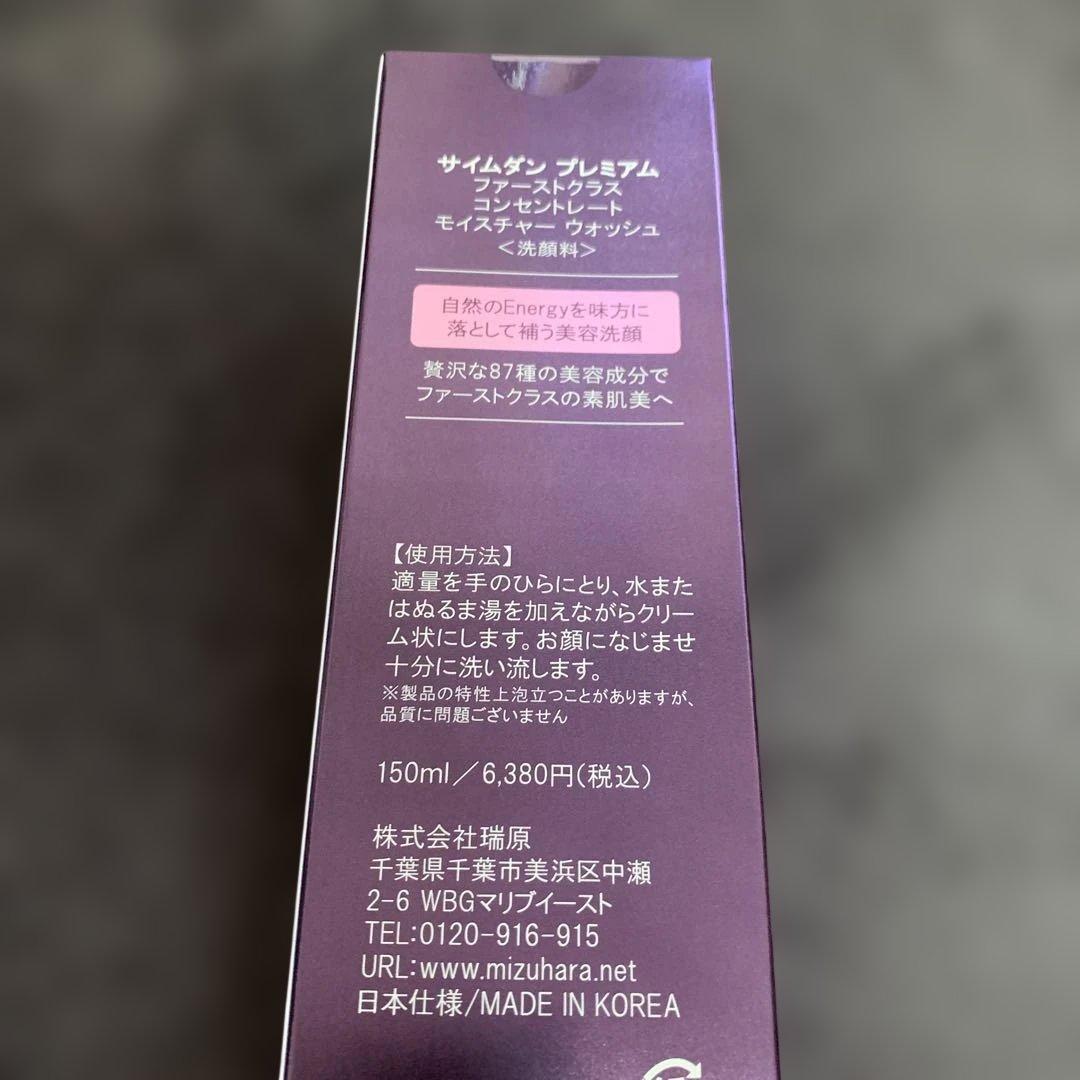 サイムダン プレミアム
ファーストクラス
コンセントレート
モイスチャー ウォッシュ
＜洗顔料＞
自然のEnergyを味方に
落として補う美容洗顔
贅沢な87種の美容成分で
ファーストクラスの素肌美へ
【使用方法】
適量を手のひらにとり、水また
はぬるま湯を加えながらクリー
ム状にします。お顔になじませ
十分に洗い流します。
※製品の特性上泡立つことがありますが、
品質に問題ございません
150ml／6,380円(税込)
株式会社瑞原
千葉県千葉市美浜区中瀬
2-6 WBGマリブイースト
TEL:0120-916-915
URL:www.mizuhara.net
日本仕様/MADE IN KOREA